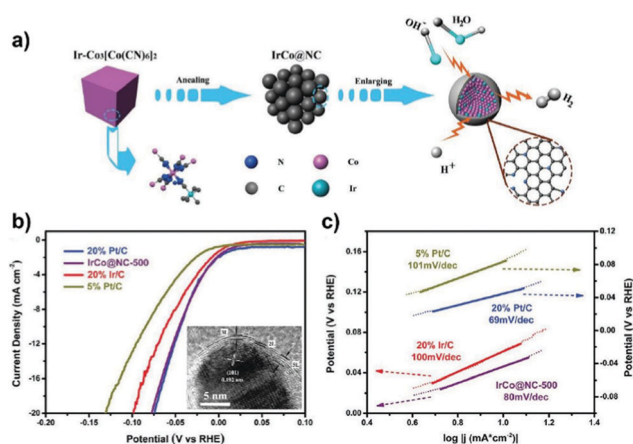 a)
Ir-Co3[Co(CN)6]2
IrCo@NC
Anealing
Enlarging
OH-
H2O
H2
H+
N
Co
C
Ir
b)
Current Density (mA cm-2)
0
-4
-8
-12
-16
-20
20% Pt/C
IrCo@NC-500
20% Ir/C
5% Pt/C
5 nm
-0.20
-0.15
-0.10
-0.05
0.00
0.05
0.10
Potential (V vs RHE)
c)
Potential (V vs RHE)
0.16
0.12
0.08
0.04
0.00
5% Pt/C
101mV/dec
20% Pt/C
69mV/dec
20% Ir/C
100mV/dec
IrCo@NC-500
80mV/dec
0.12
0.08
0.04
0.00
-0.04
-0.08
Potential (V vs RHE)
0.4
0.6
0.8
1.0
1.2
1.4
log |j (mA*cm-2)|